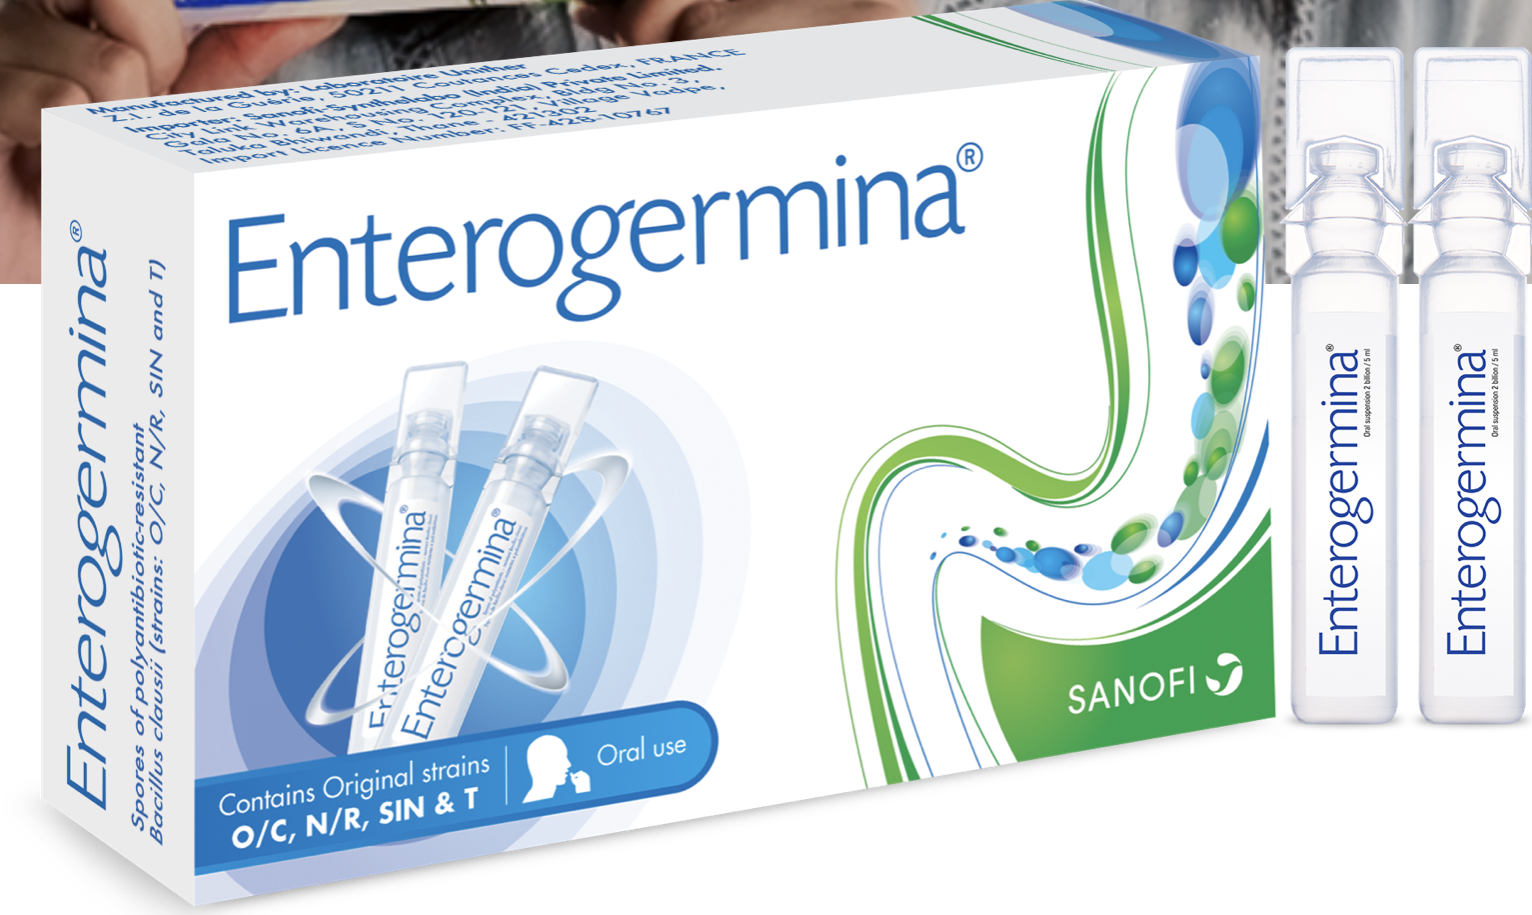 Manufactured by: Laboratoire Unither
Z.I. de la Guérie, 50211 Coutances Cedex, FRANCE
Importer: Sanofi-Synthelabo (India) Private Limited.
City Link Warehousing Complex, Bldg No. 3,
Gala No. 6A, S No. 120-121, Village Vadpe,
Taluka Bhiwandi, Thane - 421302
Import Licence Number: FF-428-10767
Enterogermina®
Spores of polyantibiotic-resistant
Bacillus clausii (strains: O/C, N/R, SIN and T)
Enterogermina®
Enterogermina®
Enterogermina®
Contains Original strains
O/C, N/R, SIN & T
Oral use
SANOFI
Enterogermina®
Oral suspension 2 billion / 5 ml
Enterogermina®
Oral suspension 2 billion / 5 ml